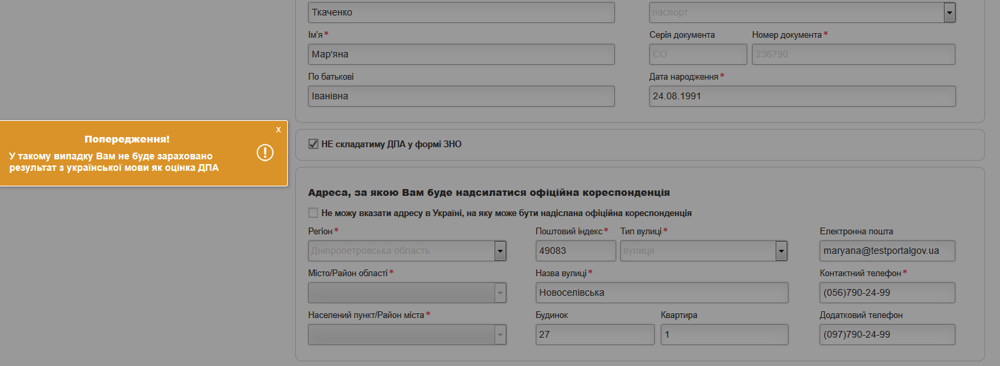 Ткаченко
паспорт
Ім'я *
Серія документа
Номер документа *
Мар'яна
СО
236790
По батькові
Дата народження *
Іванівна
24.08.1991
x
Попередження!
У такому випадку Вам не буде зараховано
результат з української мови як оцінка ДПА
НЕ складатиму ДПА у формі ЗНО
Адреса, за якою Вам буде надсилатися офіційна кореспонденція
Не можу вказати адресу в Україні, на яку може бути надіслана офіційна кореспонденція
Регіон *
Поштовий індекс *
Тип вулиці *
Електронна пошта
Дніпропетровська область
49083
вулиця
maryana@testportalgov.ua
Місто/Район області *
Назва вулиці *
Контактний телефон *
Новоселівська
(056)790-24-99
Населений пункт/Район міста *
Будинок
Квартира
Додатковий телефон
27
1
(097)790-24-99